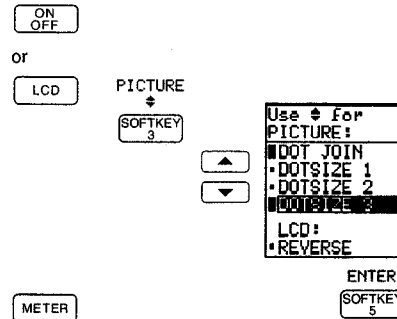 ON
OFF
or
LCD
PICTURE
SOFTKEY
3
Use ⬍ for
PICTURE:
DOT JOIN
·DOTSIZE 1
·DOTSIZE 2
DOTSIZE 3
LCD:
·REVERSE
ENTER
SOFTKEY
5
METER